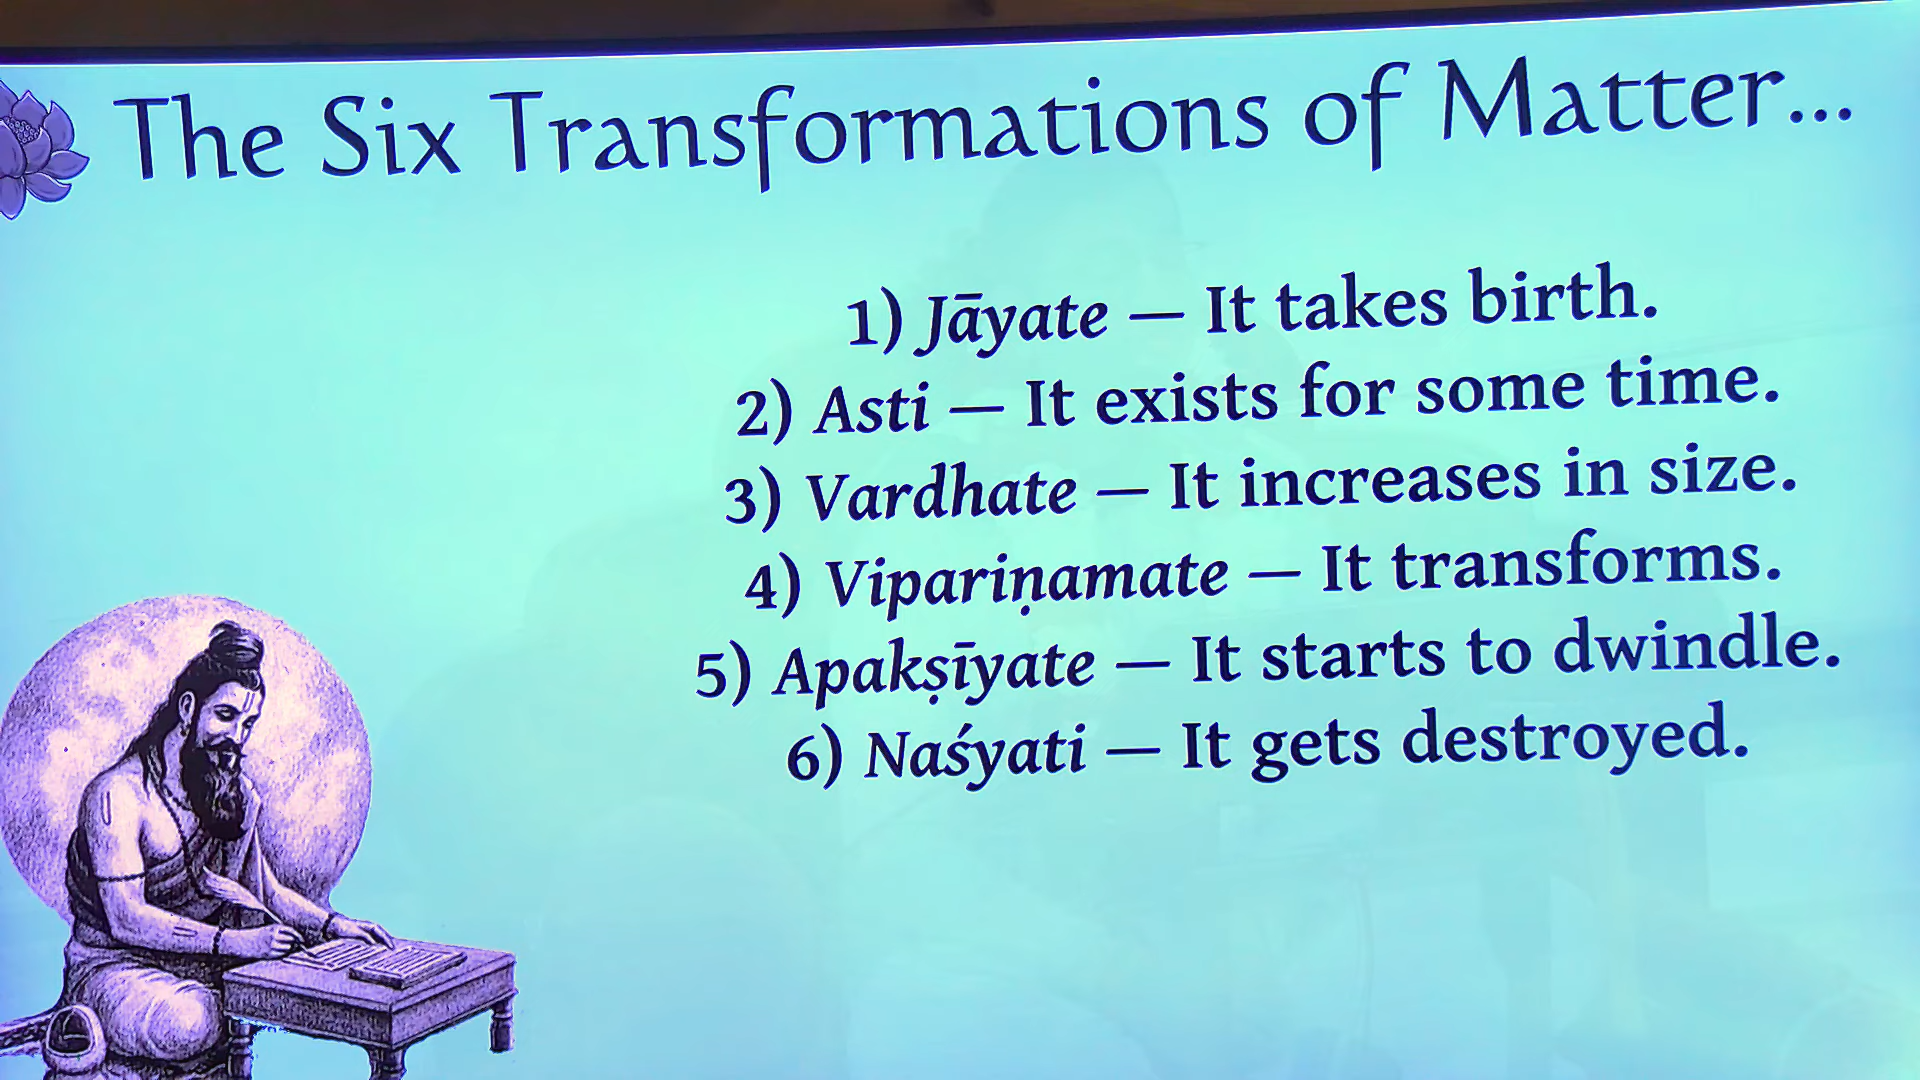 The Six Transformations of Matter...
1) Jāyate — It takes birth.
2) Asti — It exists for some time.
3) Vardhate — It increases in size.
4) Vipariṇamate — It transforms.
5) Apakṣīyate — It starts to dwindle.
6) Naśyati — It gets destroyed.